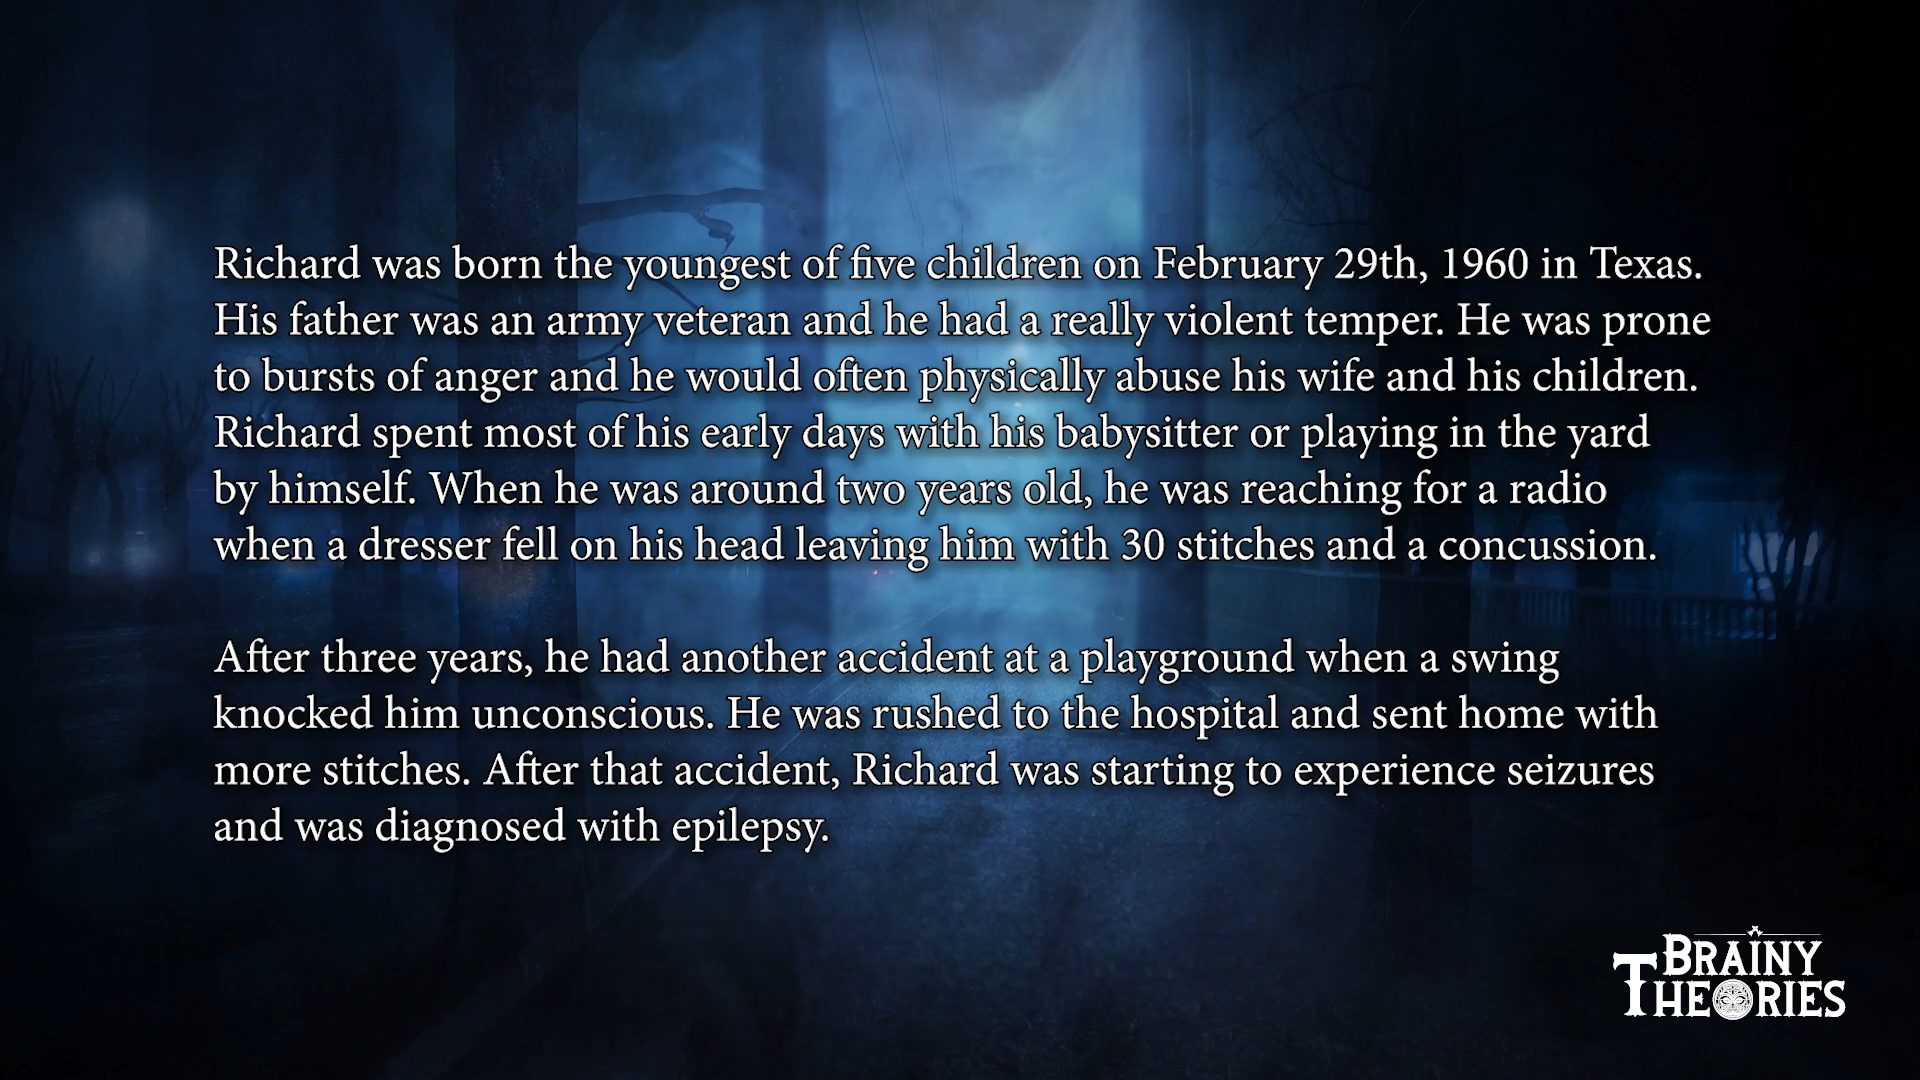 Richard was born the youngest of five children on February 29th, 1960 in Texas.
His father was an army veteran and he had a really violent temper. He was prone
to bursts of anger and he would often physically abuse his wife and his children.
Richard spent most of his early days with his babysitter or playing in the yard
by himself. When he was around two years old, he was reaching for a radio
when a dresser fell on his head leaving him with 30 stitches and a concussion.
After three years, he had another accident at a playground when a swing
knocked him unconscious. He was rushed to the hospital and sent home with
more stitches. After that accident, Richard was starting to experience seizures
and was diagnosed with epilepsy.
BRAINY
THEORIES